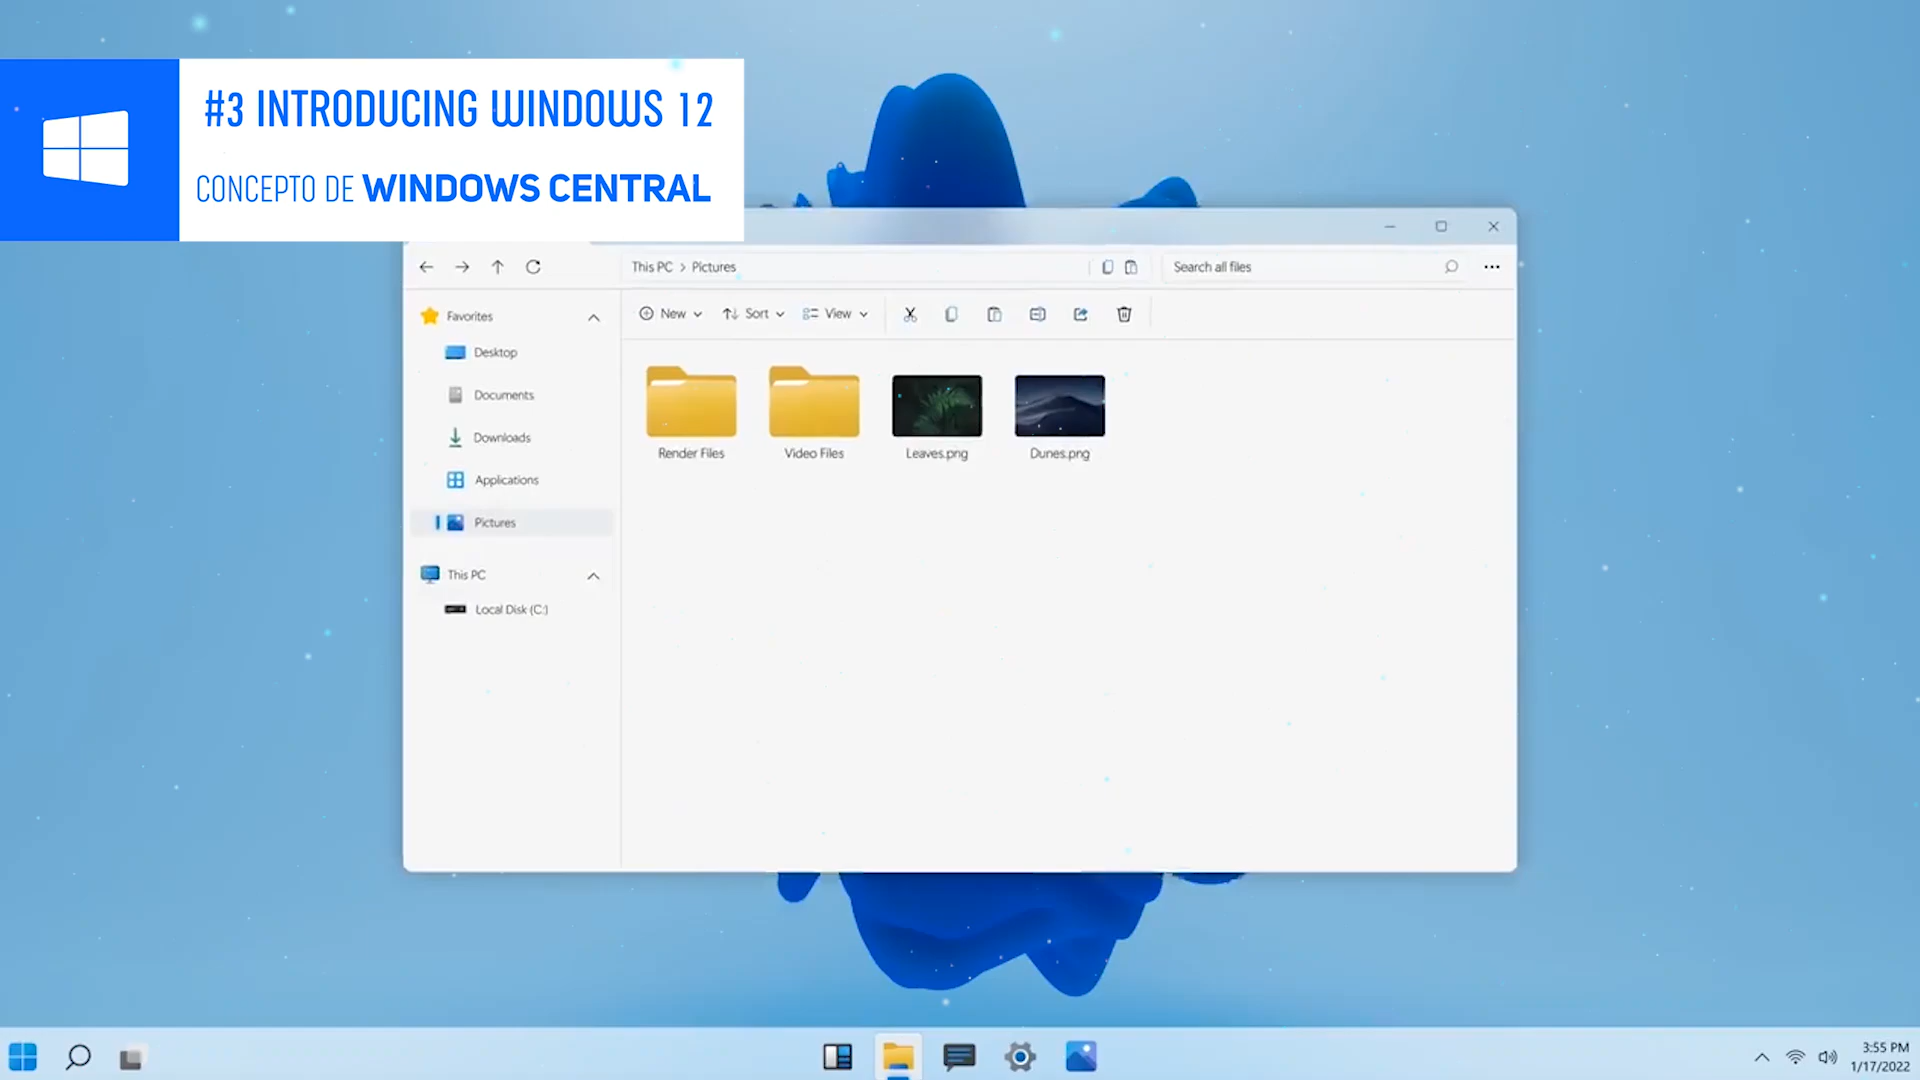 #3 INTRODUCING WINDOWS 12
CONCEPTO DE WINDOWS CENTRAL
This PC > Pictures
Search all files
Favorites
New
Sort
View
Desktop
Documents
Downloads
Applications
Pictures
This PC
Local Disk (C:)
Render Files
Video Files
Leaves.png
Dunes.png
3:55 PM
1/17/2022